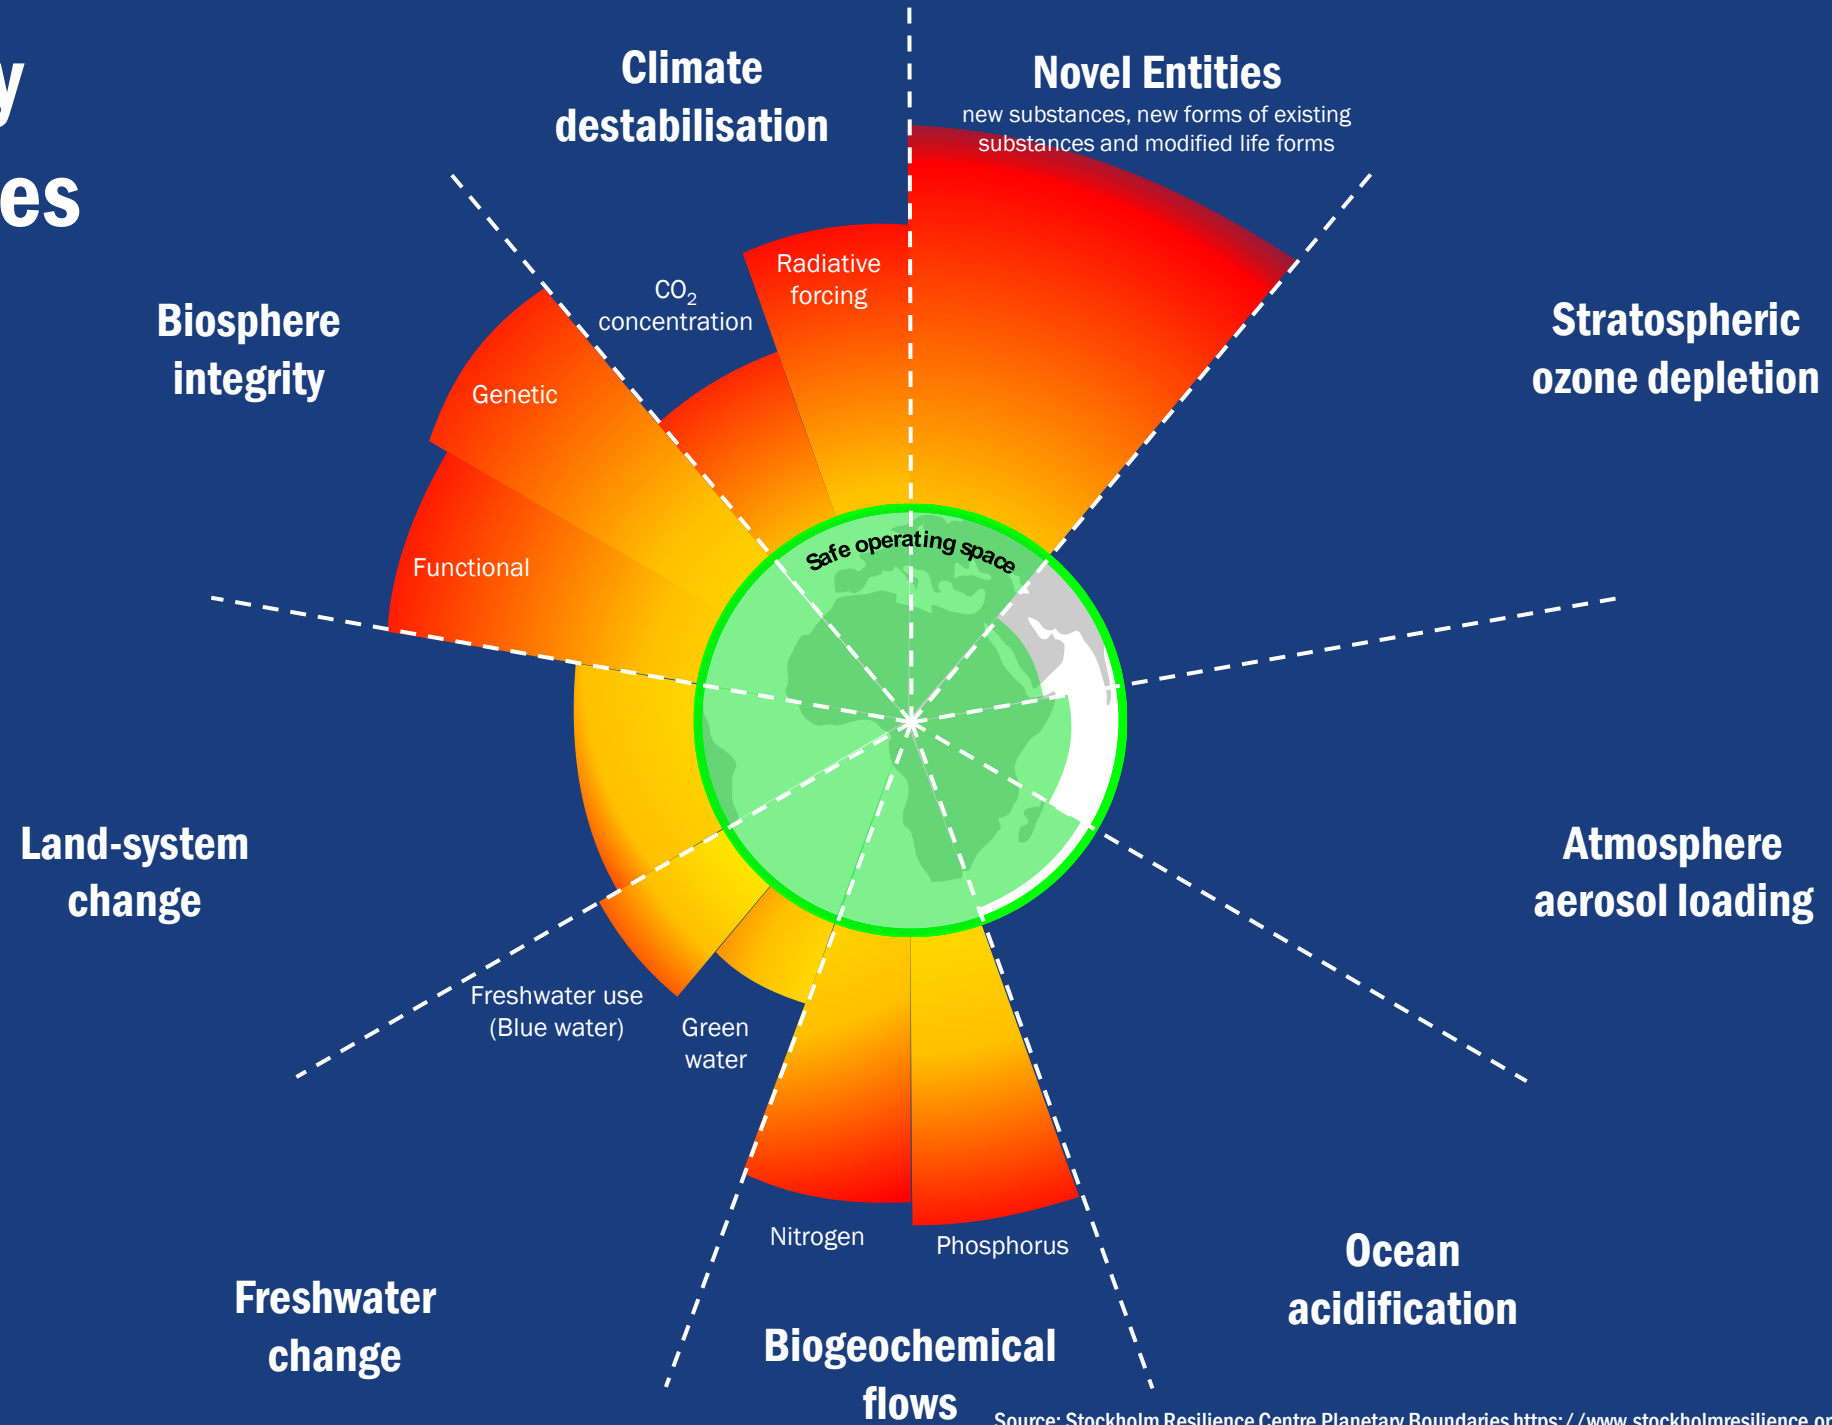 y
es
Climate
destabilisation
Novel Entities
new substances, new forms of existing
substances and modified life forms
Radiative
forcing
CO₂
concentration
Biosphere
integrity
Genetic
Functional
Stratospheric
ozone depletion
Safe operating space
Land-system
change
Atmosphere
aerosol loading
Freshwater use
(Blue water)
Green
water
Nitrogen
Phosphorus
Ocean
acidification
Freshwater
change
Biogeochemical
flows
Source: Stockholm Resilience Centre Planetary Boundaries https://www.stockholmresilience.or